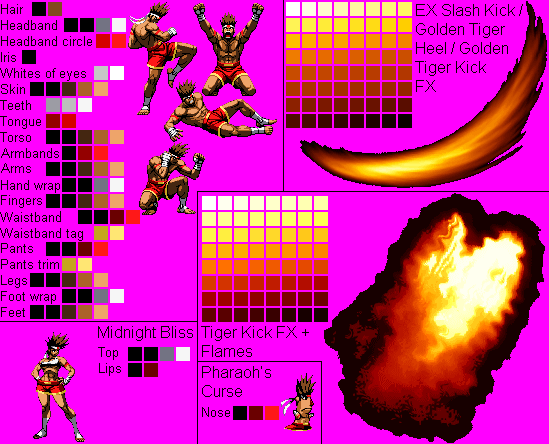 Hair
Headband
Headband circle
Iris
Whites of eyes
Skin
Teeth
Tongue
Torso
Armbands
Arms
Hand wrap
Fingers
Waistband
Waistband tag
Pants
Pants trim
Legs
Foot wrap
Feet
EX Slash Kick /
Golden Tiger
Heel / Golden
Tiger Kick
FX
Midnight Bliss
Top
Lips
Tiger Kick FX +
Flames
Pharaoh's
Curse
Nose